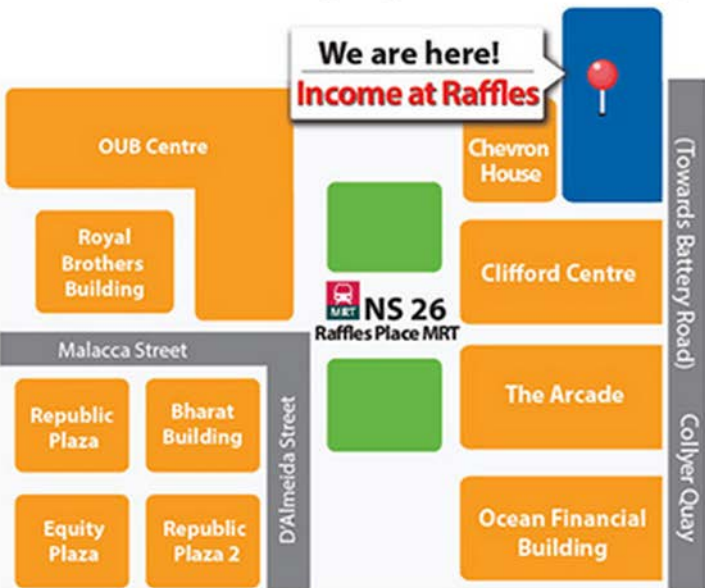 We are here!
Income at Raffles
OUB Centre
Chevron
House
(Towards Battery Road)
Royal
Brothers
Building
Clifford Centre
MRT NS 26
Raffles Place MRT
Malacca Street
Republic
Plaza
Bharat
Building
D'Almeida Street
The Arcade
Collyer Quay
Equity
Plaza
Republic
Plaza 2
Ocean Financial
Building